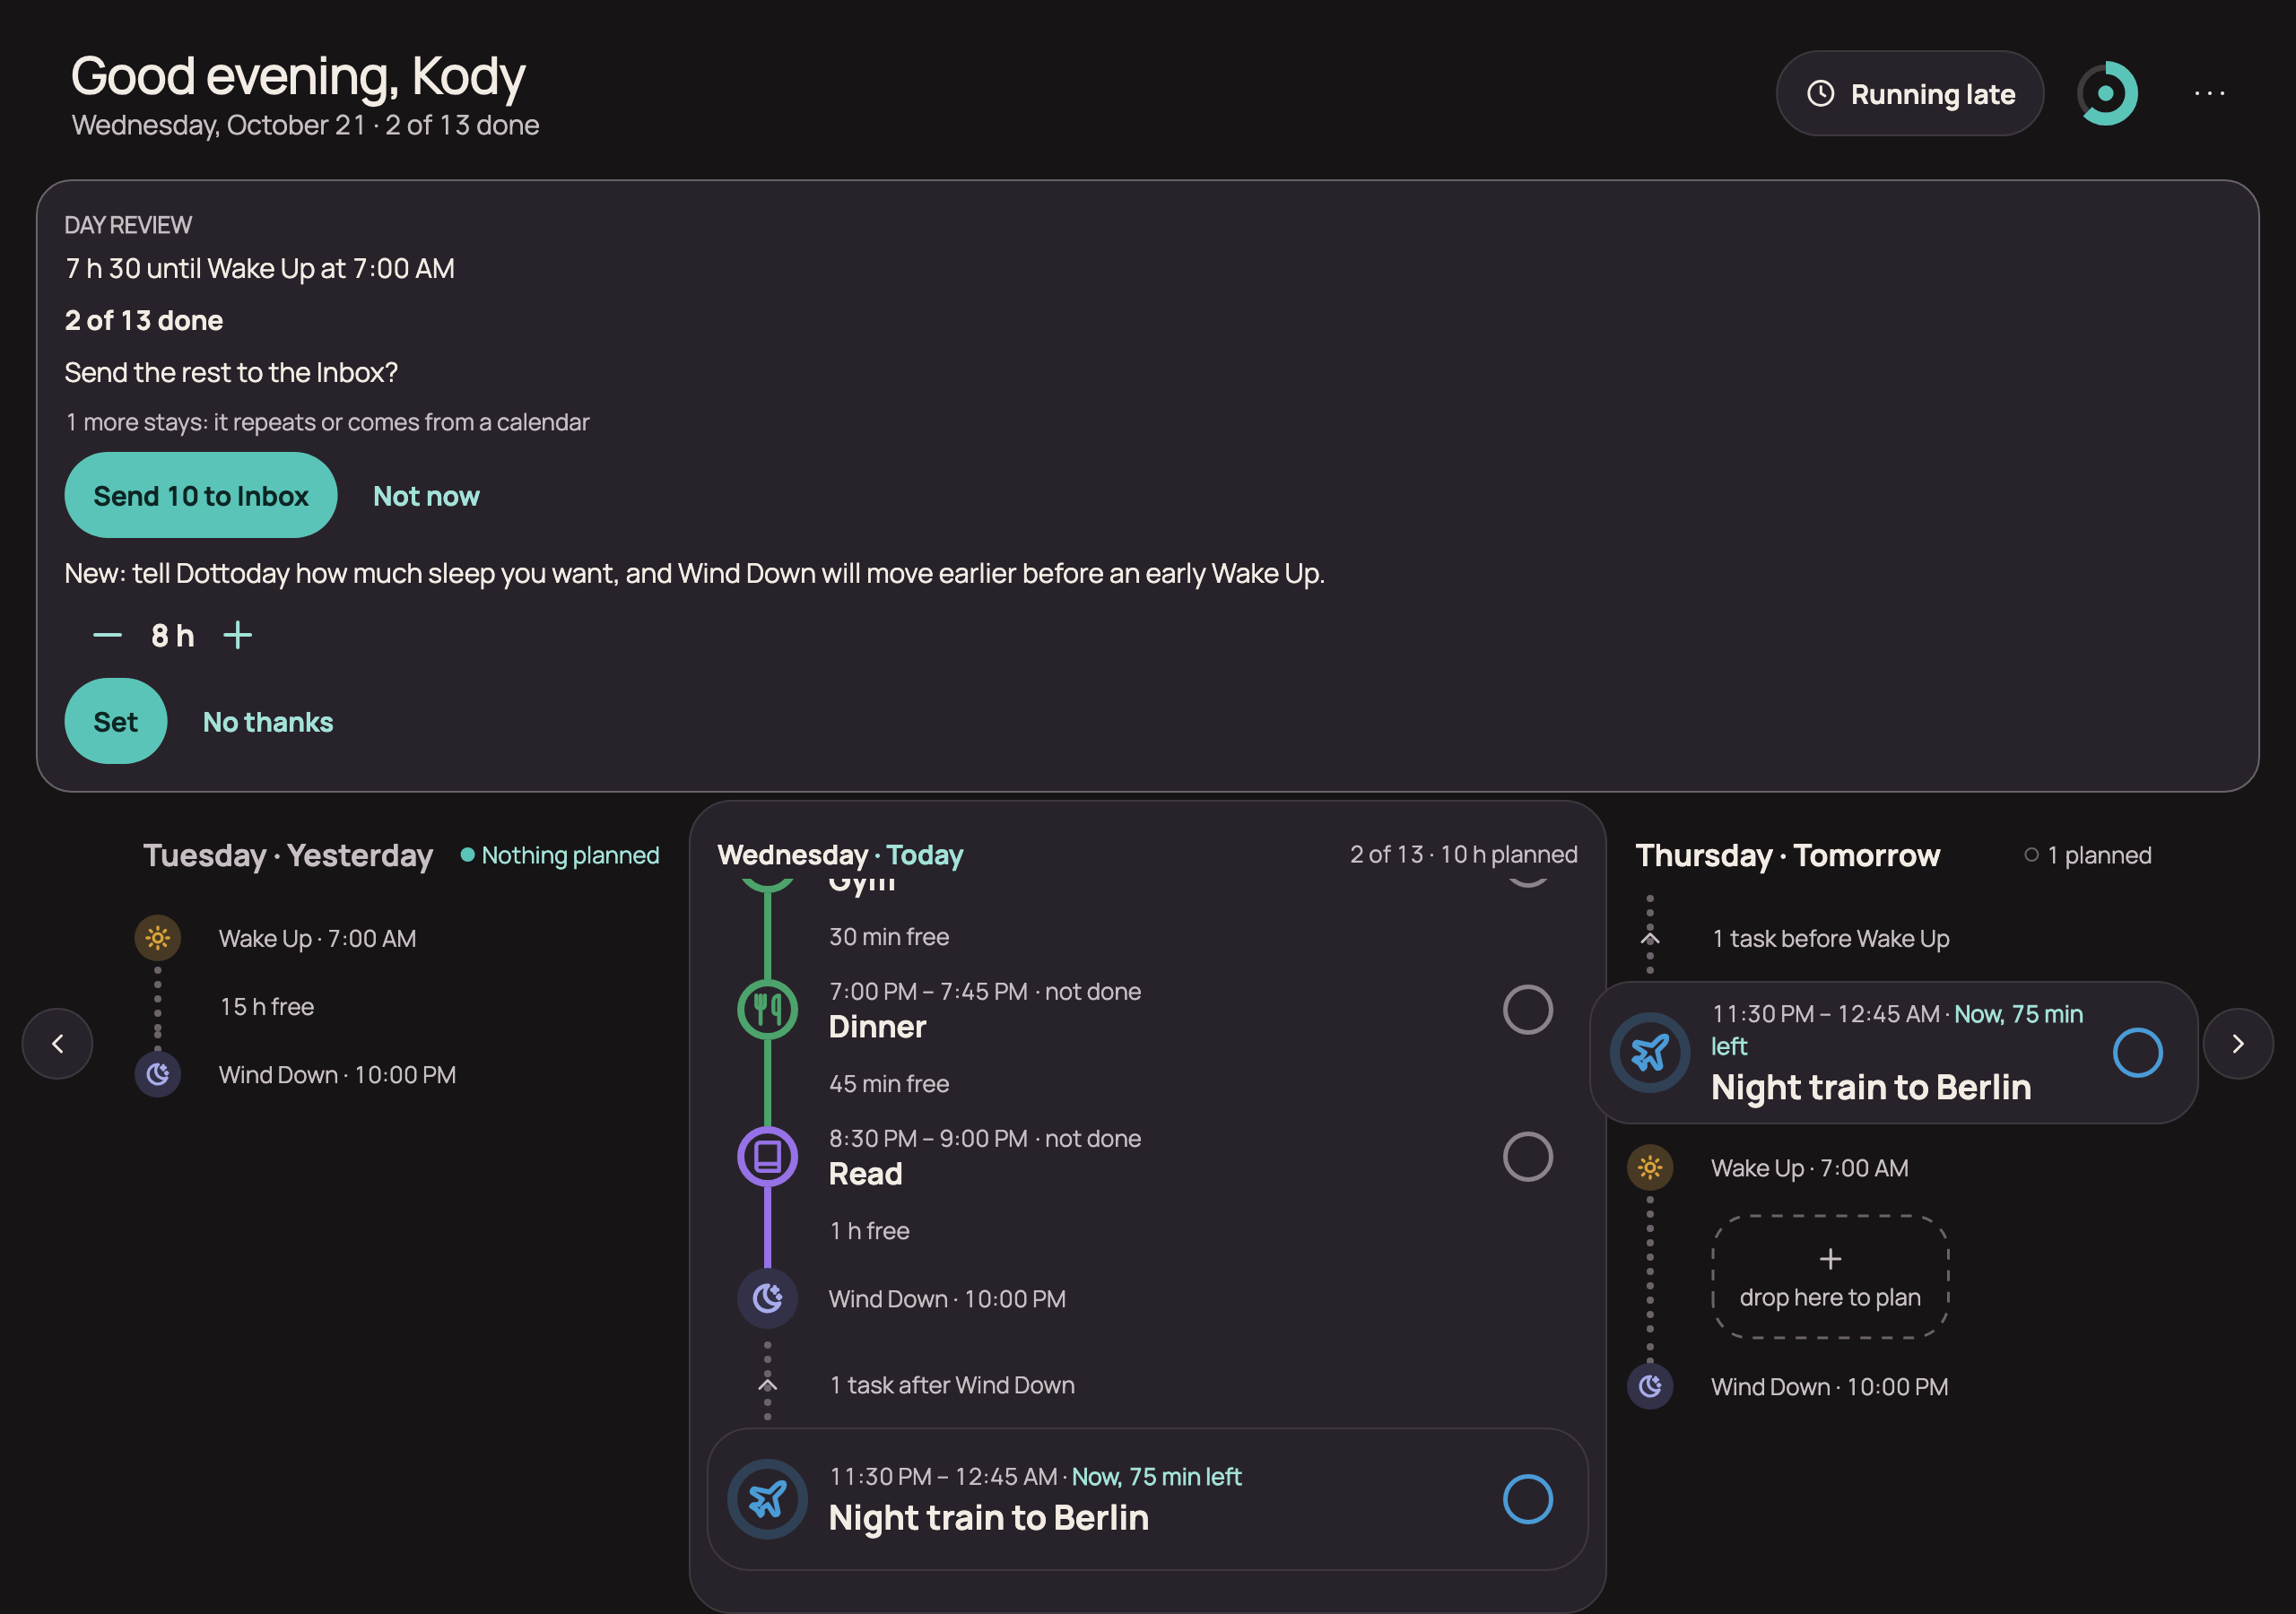 Good evening, Kody
Wednesday, October 21 · 2 of 13 done
Running late
DAY REVIEW
7 h 30 until Wake Up at 7:00 AM
2 of 13 done
Send the rest to the Inbox?
1 more stays: it repeats or comes from a calendar
Send 10 to Inbox
Not now
New: tell Dottoday how much sleep you want, and Wind Down will move earlier before an early Wake Up.
8 h
Set
No thanks
Tuesday · Yesterday
Nothing planned
Wake Up · 7:00 AM
15 h free
Wind Down · 10:00 PM
Wednesday · Today
2 of 13 · 10 h planned
Gym
30 min free
7:00 PM – 7:45 PM · not done
Dinner
45 min free
8:30 PM – 9:00 PM · not done
Read
1 h free
Wind Down · 10:00 PM
1 task after Wind Down
11:30 PM – 12:45 AM · Now, 75 min left
Night train to Berlin
Thursday · Tomorrow
1 planned
1 task before Wake Up
11:30 PM – 12:45 AM · Now, 75 min
left
Night train to Berlin
Wake Up · 7:00 AM
drop here to plan
Wind Down · 10:00 PM